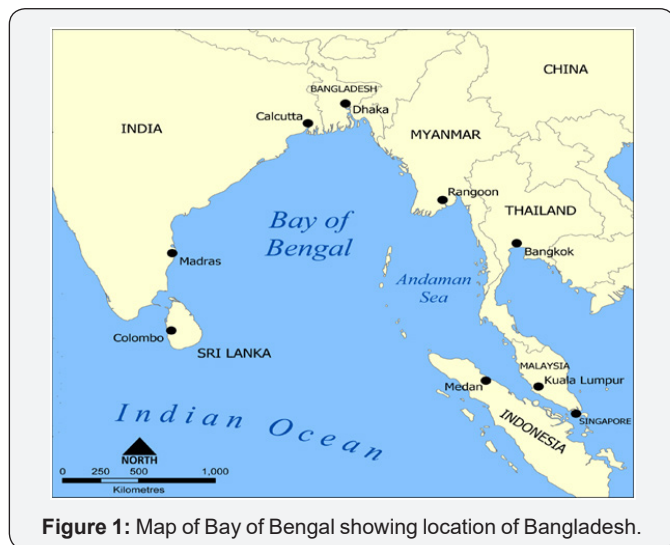 CHINA
BANGLADESH
Dhaka
Calcutta
INDIA
MYANMAR
Rangoon
THAILAND
Bay of
Bengal
Bangkok
Madras
Andaman
Sea
Colombo
SRI LANKA
MALAYSIA
Kuala Lumpur
Medan
SINGAPORE
INDONESIA
Indian Ocean
NORTH
0 250 500 1,000
Kilometres
Figure 1: Map of Bay of Bengal showing location of Bangladesh.